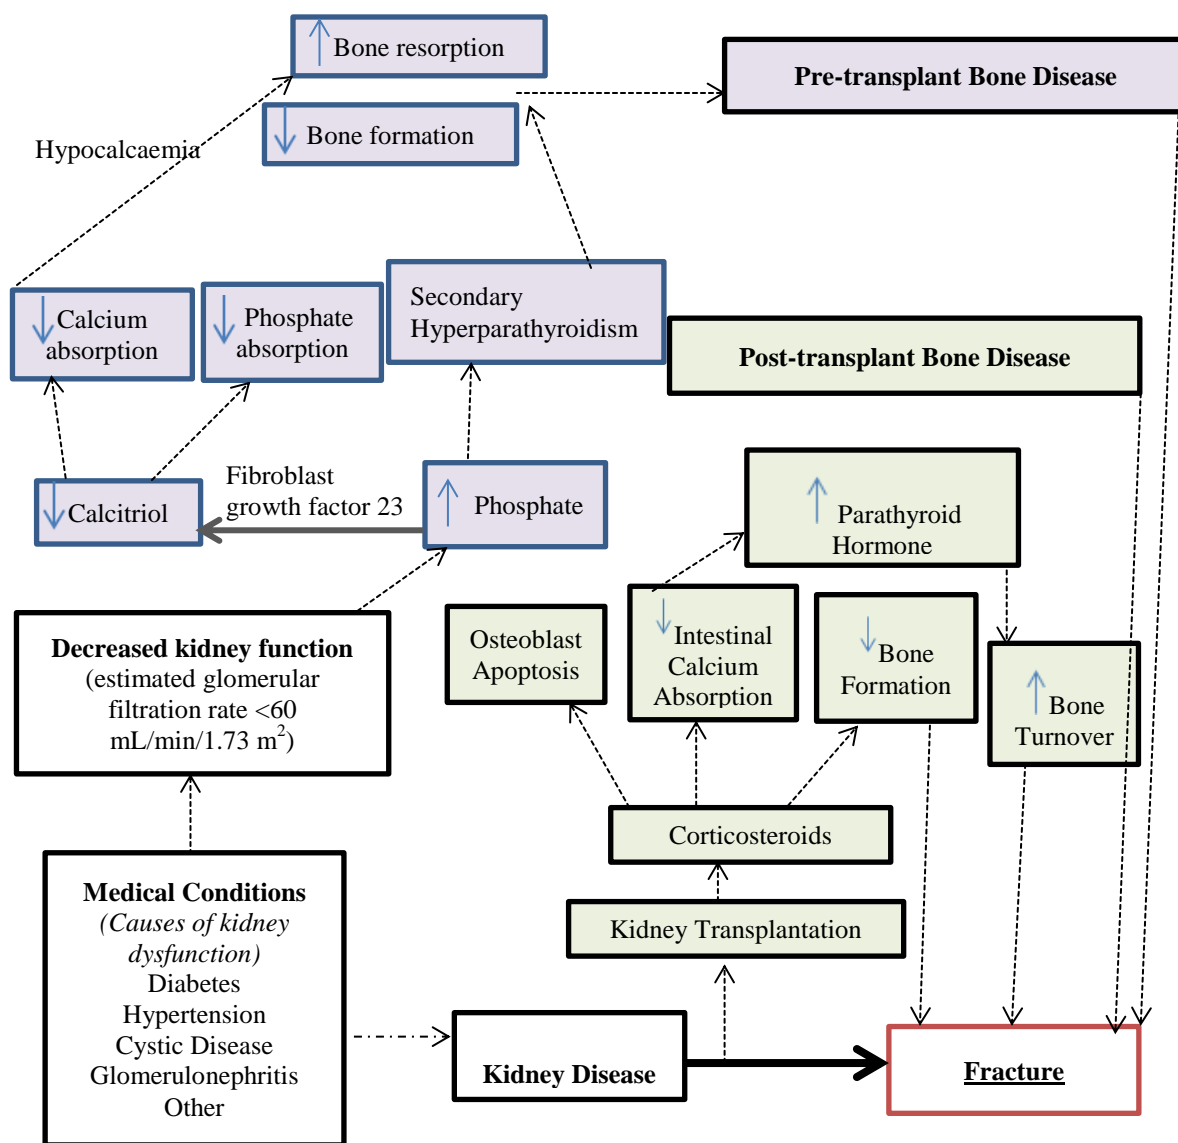 Bone resorption
Pre-transplant Bone Disease
Bone formation
Hypocalcaemia
Calcium
absorption
Phosphate
absorption
Secondary
Hyperparathyroidism
Post-transplant Bone Disease
Calcitriol
Fibroblast
growth factor 23
Phosphate
Parathyroid
Hormone
Decreased kidney function
(estimated glomerular
filtration rate <60
mL/min/1.73 m²)
Osteoblast
Apoptosis
Intestinal
Calcium
Absorption
Bone
Formation
Bone
Turnover
Corticosteroids
Kidney Transplantation
Medical Conditions
(Causes of kidney
dysfunction)
Diabetes
Hypertension
Cystic Disease
Glomerulonephritis
Other
Kidney Disease
Fracture